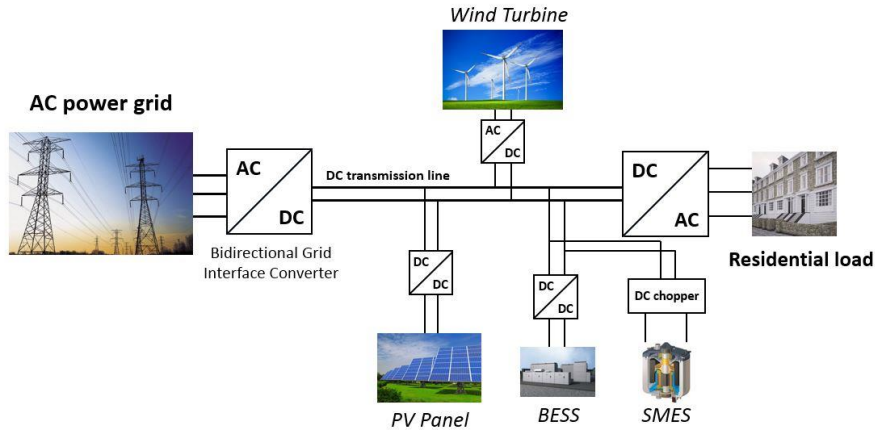 Wind Turbine
AC power grid
AC
DC
AC
DC
DC transmission line
DC
AC
Bidirectional Grid
Interface Converter
Residential load
DC
DC
DC
DC
DC chopper
PV Panel
BESS
SMES